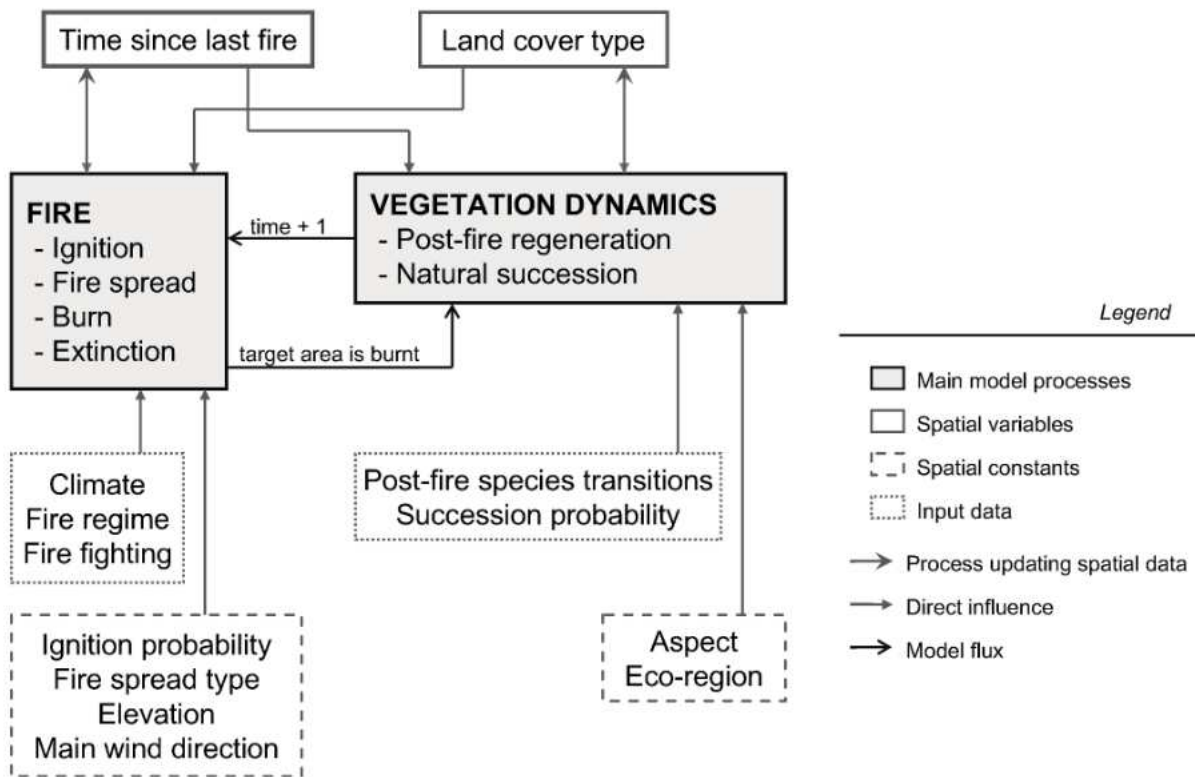 Time since last fire
Land cover type
FIRE
- Ignition
- Fire spread
- Burn
- Extinction
time + 1
VEGETATION DYNAMICS
- Post-fire regeneration
- Natural succession
target area is burnt
Climate
Fire regime
Fire fighting
Post-fire species transitions
Succession probability
Ignition probability
Fire spread type
Elevation
Main wind direction
Aspect
Eco-region
Legend
Main model processes
Spatial variables
Spatial constants
Input data
Process updating spatial data
Direct influence
Model flux